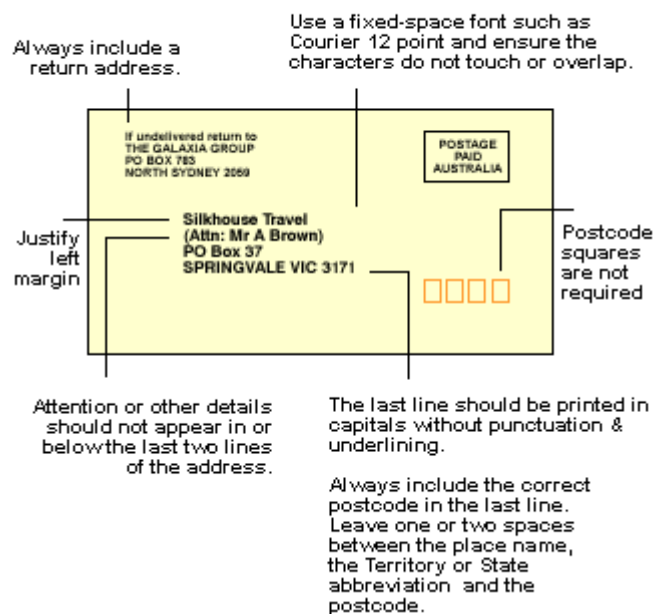 Always include a
return address.
Use a fixed-space font such as
Courier 12 point and ensure the
characters do not touch or overlap.
If undelivered return to
THE GALAXIA GROUP
PO BOX 783
NORTH SYDNEY 2059
POSTAGE
PAID
AUSTRALIA
Silkhouse Travel
(Attn: Mr A Brown)
PO Box 37
SPRINGVALE VIC 3171
Justify
left
margin
Postcode
squares
are not
required
Attention or other details
should not appear in or
below the last two lines
of the address.
The last line should be printed in
capitals without punctuation &
underlining.
Always include the correct
postcode in the last line.
Leave one or two spaces
between the place name,
the Territory or State
abbreviation and the
postcode.